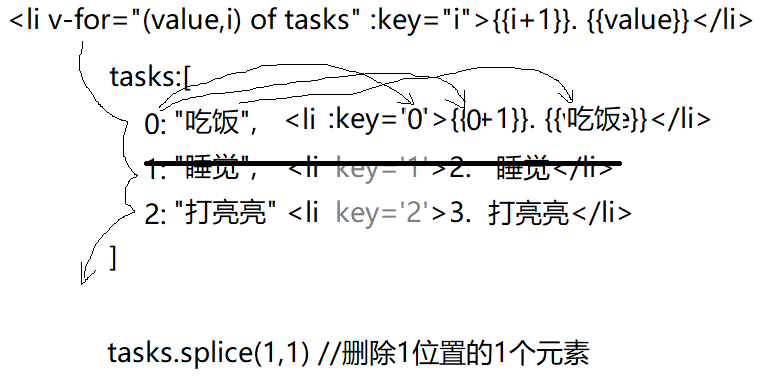 <li v-for="(value,i) of tasks" :key="i">{{i+1}}. {{value}}</li>
tasks:[
0: "吃饭", <li :key='0'>{{0+1}}. {{吃饭e}}</li>
1: "睡觉", <li key='1'>2. 睡觉</li>
2: "打亮亮" <li key='2'>3. 打亮亮</li>
]
tasks.splice(1,1) //删除1位置的1个元素